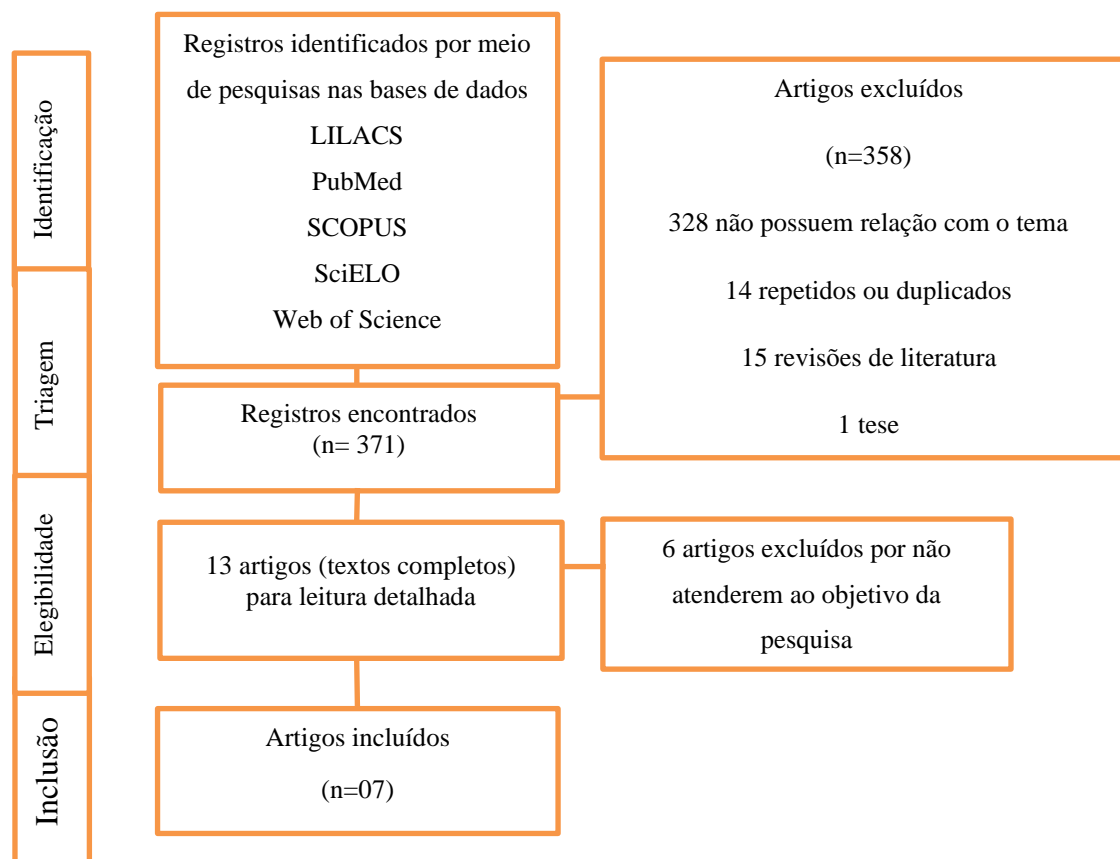 Identificação
Triagem
Elegibilidade
Inclusão
Registros identificados por meio
de pesquisas nas bases de dados
LILACS
PubMed
SCOPUS
SciELO
Web of Science
Artigos excluídos
(n=358)
328 não possuem relação com o tema
14 repetidos ou duplicados
15 revisões de literatura
1 tese
Registros encontrados
(n= 371)
13 artigos (textos completos)
para leitura detalhada
6 artigos excluídos por não
atenderem ao objetivo da
pesquisa
Artigos incluídos
(n=07)